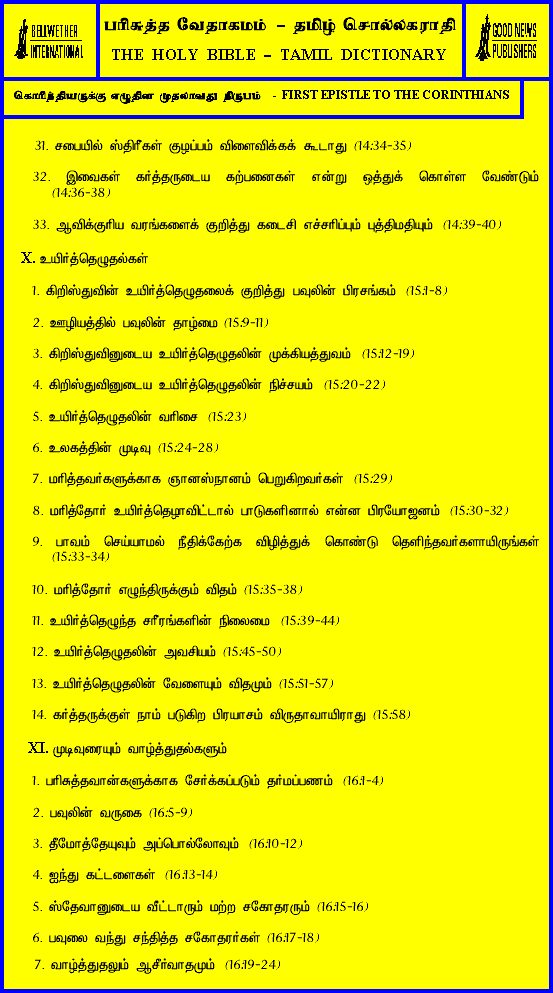 BELLWETHER
INTERNATIONAL
பரிசுத்த வேதாகமம் – தமிழ் சொல்லகராதி
THE HOLY BIBLE – TAMIL DICTIONARY
GOOD NEWS
PUBLISHERS
கொரிந்தியருக்கு எழுதின முதலாவது நிருபம் - FIRST EPISTLE TO THE CORINTHIANS
31. சபையில் ஸ்திரீகள் குழப்பம் விளைவிக்கக் கூடாது (14:34-35)
32. இவைகள் கர்த்தருடைய கற்பனைகள் என்று ஒத்துக் கொள்ள வேண்டும்
(14:36-38)
33. ஆவிக்குரிய வரங்களைக் குறித்து கடைசி எச்சரிப்பும் புத்திமதியும் (14:39-40)
X. உயிர்த்தெழுதல்கள்
1. கிறிஸ்துவின் உயிர்த்தெழுதலைக் குறித்து பவுலின் பிரசங்கம் (15:1-8)
2. ஊழியத்தில் பவுலின் தாழ்மை (15:9-11)
3. கிறிஸ்துவினுடைய உயிர்த்தெழுதலின் முக்கியத்துவம் (15:12-19)
4. கிறிஸ்துவினுடைய உயிர்த்தெழுதலின் நிச்சயம் (15:20-22)
5. உயிர்த்தெழுதலின் வரிசை (15:23)
6. உலகத்தின் முடிவு (15:24-28)
7. மரித்தவர்களுக்காக ஞானஸ்நானம் பெறுகிறவர்கள் (15:29)
8. மரித்தோர் உயிர்த்தெழாவிட்டால் பாடுகளினால் என்ன பிரயோஜனம் (15:30-32)
9. பாவம் செய்யாமல் நீதிக்கேற்க விழித்துக் கொண்டு தெளிந்தவர்களாயிருங்கள்
(15:33-34)
10. மரித்தோர் எழுந்திருக்கும் விதம் (15:35-38)
11. உயிர்த்தெழுந்த சரீரங்களின் நிலைமை (15:39-44)
12. உயிர்த்தெழுதலின் அவசியம் (15:45-50)
13. உயிர்த்தெழுதலின் வேளையும் விதமும் (15:51-57)
14. கர்த்தருக்குள் நாம் படுகிற பிரயாசம் விருதாவாயிராது (15:58)
XI. முடிவுரையும் வாழ்த்துதல்களும்
1. பரிசுத்தவான்களுக்காக சேர்க்கப்படும் தர்மப்பணம் (16:1-4)
2. பவுலின் வருகை (16:5-9)
3. தீமோத்தேயுவும் அப்பொல்லோவும் (16:10-12)
4. ஐந்து கட்டளைகள் (16:13-14)
5. ஸ்தேவானுடைய வீட்டாரும் மற்ற சகோதரரும் (16:15-16)
6. பவுலை வந்து சந்தித்த சகோதரர்கள் (16:17-18)
7. வாழ்த்துதலும் ஆசீர்வாதமும் (16:19-24)